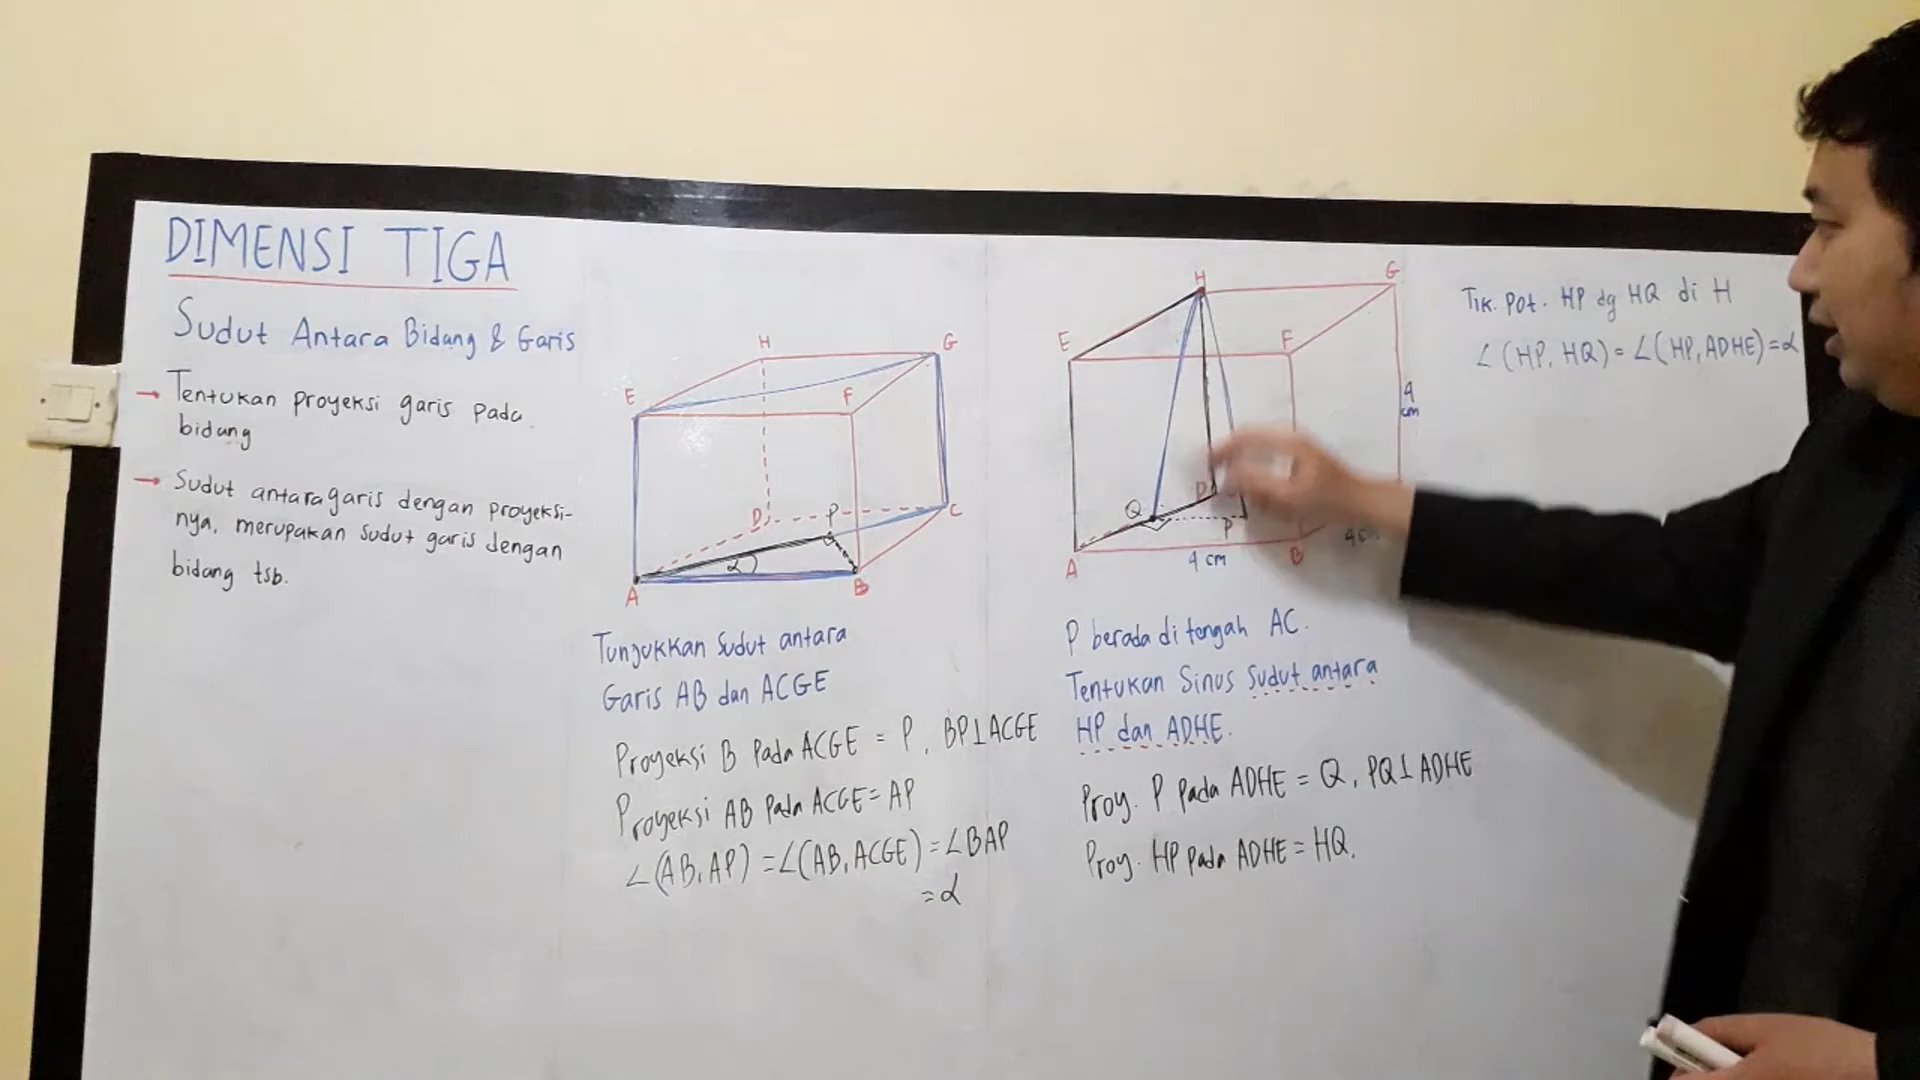 DIMENSI TIGA
Sudut Antara Bidang & Garis
→ Tentukan proyeksi garis pada
bidang
→ Sudut antara garis dengan proyeksi-
nya, merupakan sudut garis dengan
bidang tsb.
H
G
E
F
D
P
C
α
A
B
Tunjukkan Sudut antara
Garis AB dan ACGE
Proyeksi B Pada ACGE = P, BP⊥ACGE
Proyeksi AB Pada ACGE = AP
∠(AB, AP) = ∠(AB, ACGE) = ∠BAP
= α
H
G
E
F
4
cm
D
Q
P
A
4 cm
B
P berada di tengah AC.
Tentukan Sinus Sudut antara
HP dan ADHE.
Proy. P Pada ADHE = Q, PQ⊥ADHE
Proy. HP Pada ADHE = HQ.
Tik. Pot. HP dg HQ di H
∠(HP, HQ) = ∠(HP, ADHE) = α